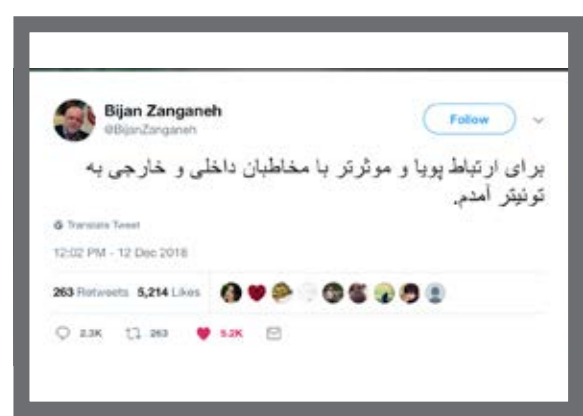 Bijan Zanganeh
@BijanZanganeh
Follow
برای ارتباط پویا و موثرتر با مخاطبان داخلی و خارجی به
توئیتر آمدم.
Translate Tweet
12:02 PM - 12 Dec 2018
263 Retweets 5,214 Likes
2.3K 263 5.2K